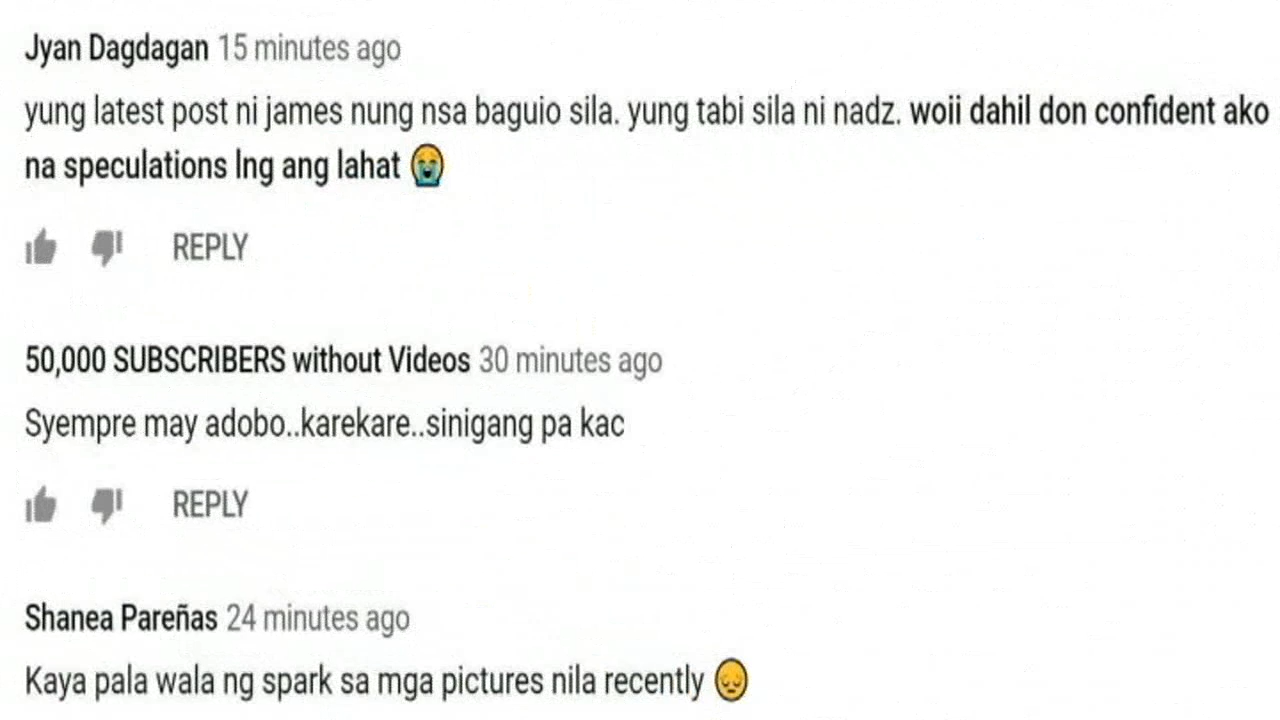 Jyan Dagdagan 15 minutes ago
yung latest post ni james nung nsa baguio sila. yung tabi sila ni nadz. woii dahil don confident ako
na speculations lng ang lahat 😭
REPLY
50,000 SUBSCRIBERS without Videos 30 minutes ago
Syempre may adobo..karekare..sinigang pa kac
REPLY
Shanea Pareñas 24 minutes ago
Kaya pala wala ng spark sa mga pictures nila recently 😔